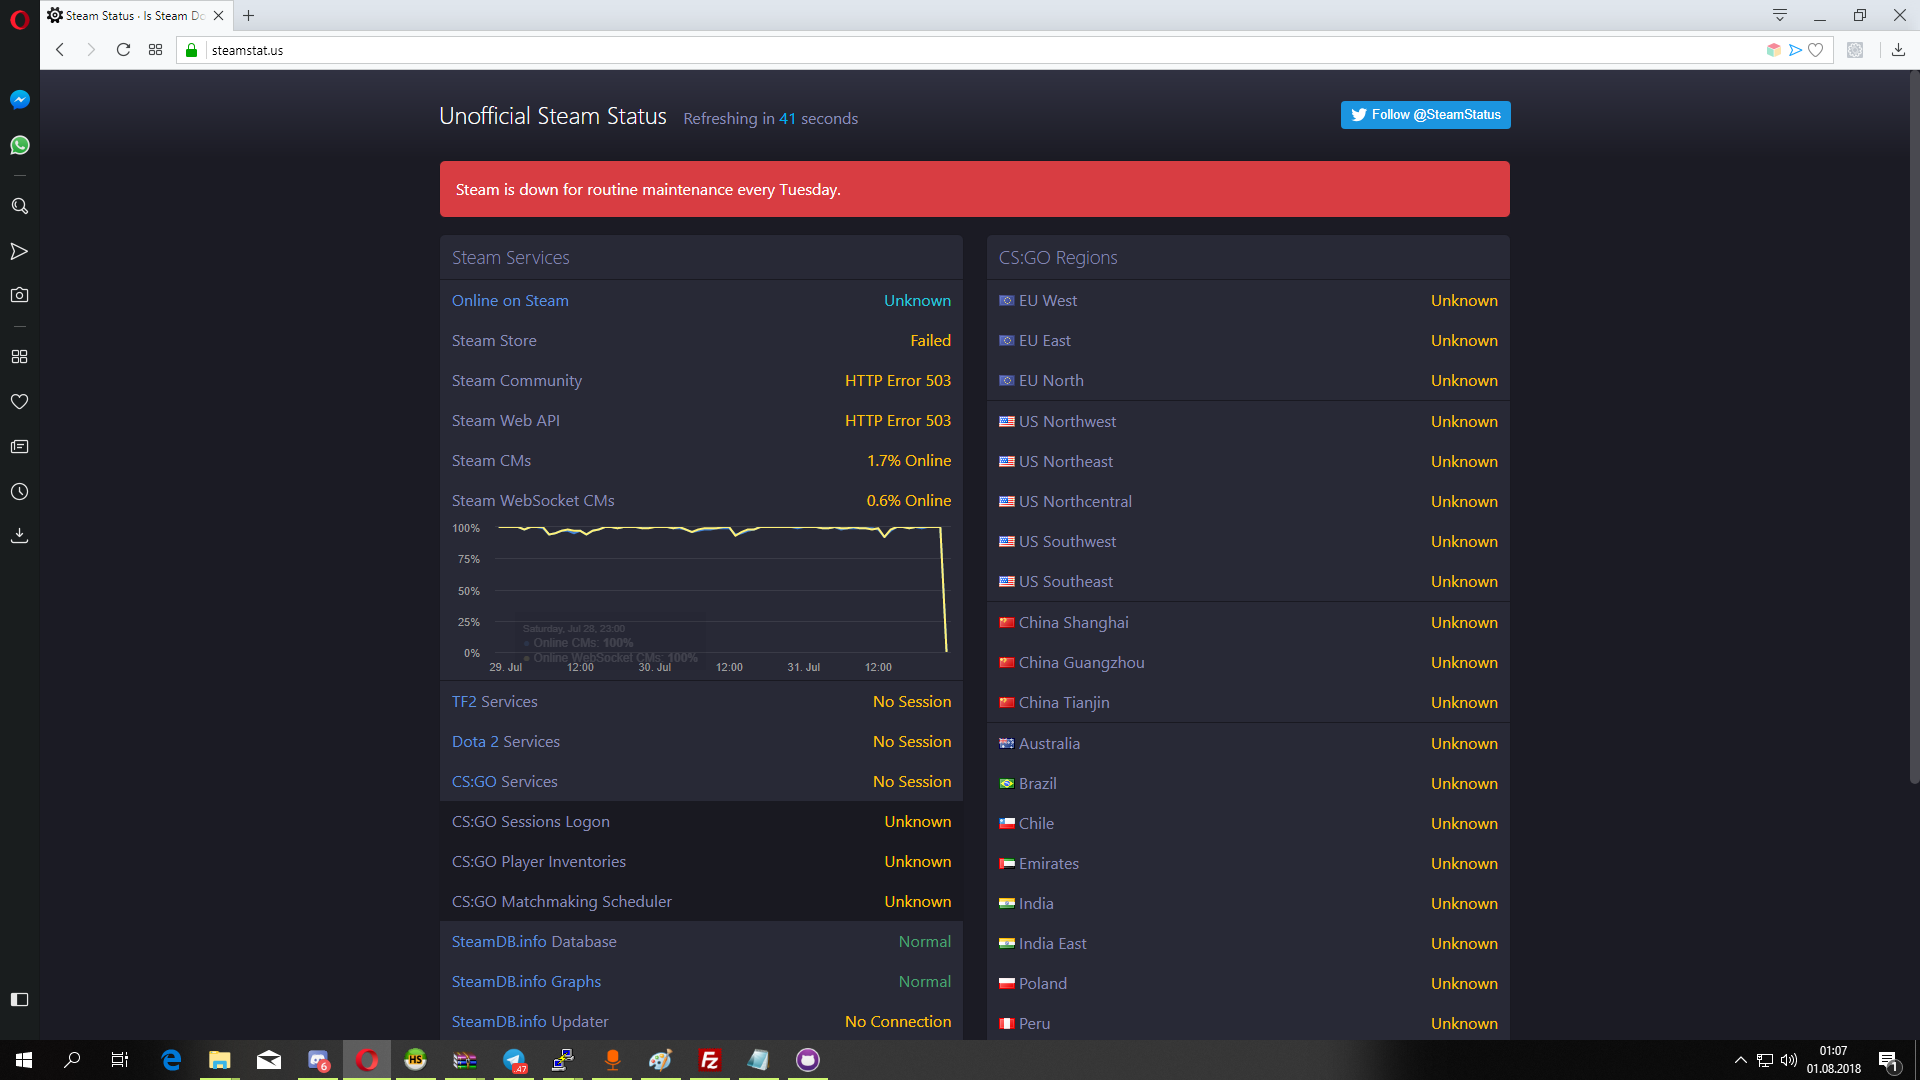 Steam Status · Is Steam Do
steamstat.us
Unofficial Steam Status Refreshing in 41 seconds
Follow @SteamStatus
Steam is down for routine maintenance every Tuesday.
Steam Services
Online on Steam Unknown
Steam Store Failed
Steam Community HTTP Error 503
Steam Web API HTTP Error 503
Steam CMs 1.7% Online
Steam WebSocket CMs 0.6% Online
100%
75%
50%
25%
0%
Saturday, Jul 28, 23:00
● Online CMs: 100%
● Online WebSocket CMs: 100%
29. Jul 12:00 30. Jul 12:00 31. Jul 12:00
TF2 Services No Session
Dota 2 Services No Session
CS:GO Services No Session
CS:GO Sessions Logon Unknown
CS:GO Player Inventories Unknown
CS:GO Matchmaking Scheduler Unknown
SteamDB.info Database Normal
SteamDB.info Graphs Normal
SteamDB.info Updater No Connection
CS:GO Regions
EU West Unknown
EU East Unknown
EU North Unknown
US Northwest Unknown
US Northeast Unknown
US Northcentral Unknown
US Southwest Unknown
US Southeast Unknown
China Shanghai Unknown
China Guangzhou Unknown
China Tianjin Unknown
Australia Unknown
Brazil Unknown
Chile Unknown
Emirates Unknown
India Unknown
India East Unknown
Poland Unknown
Peru Unknown
6
HS
47
FZ
01:07
01.08.2018
1